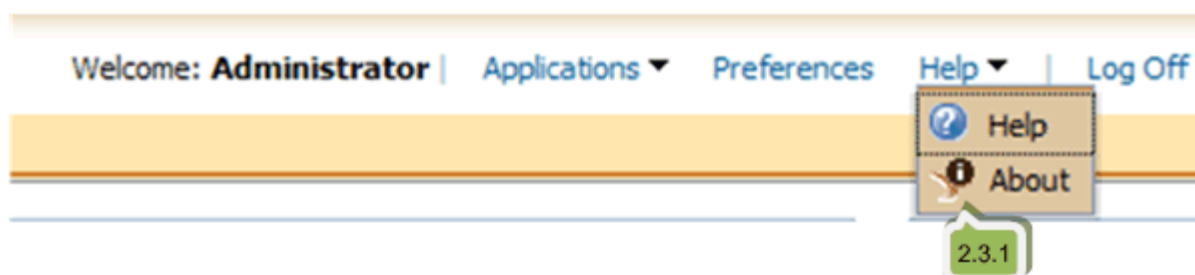 Welcome: Administrator | Applications ▼ Preferences Help ▼ | Log Off
Help
About
2.3.1